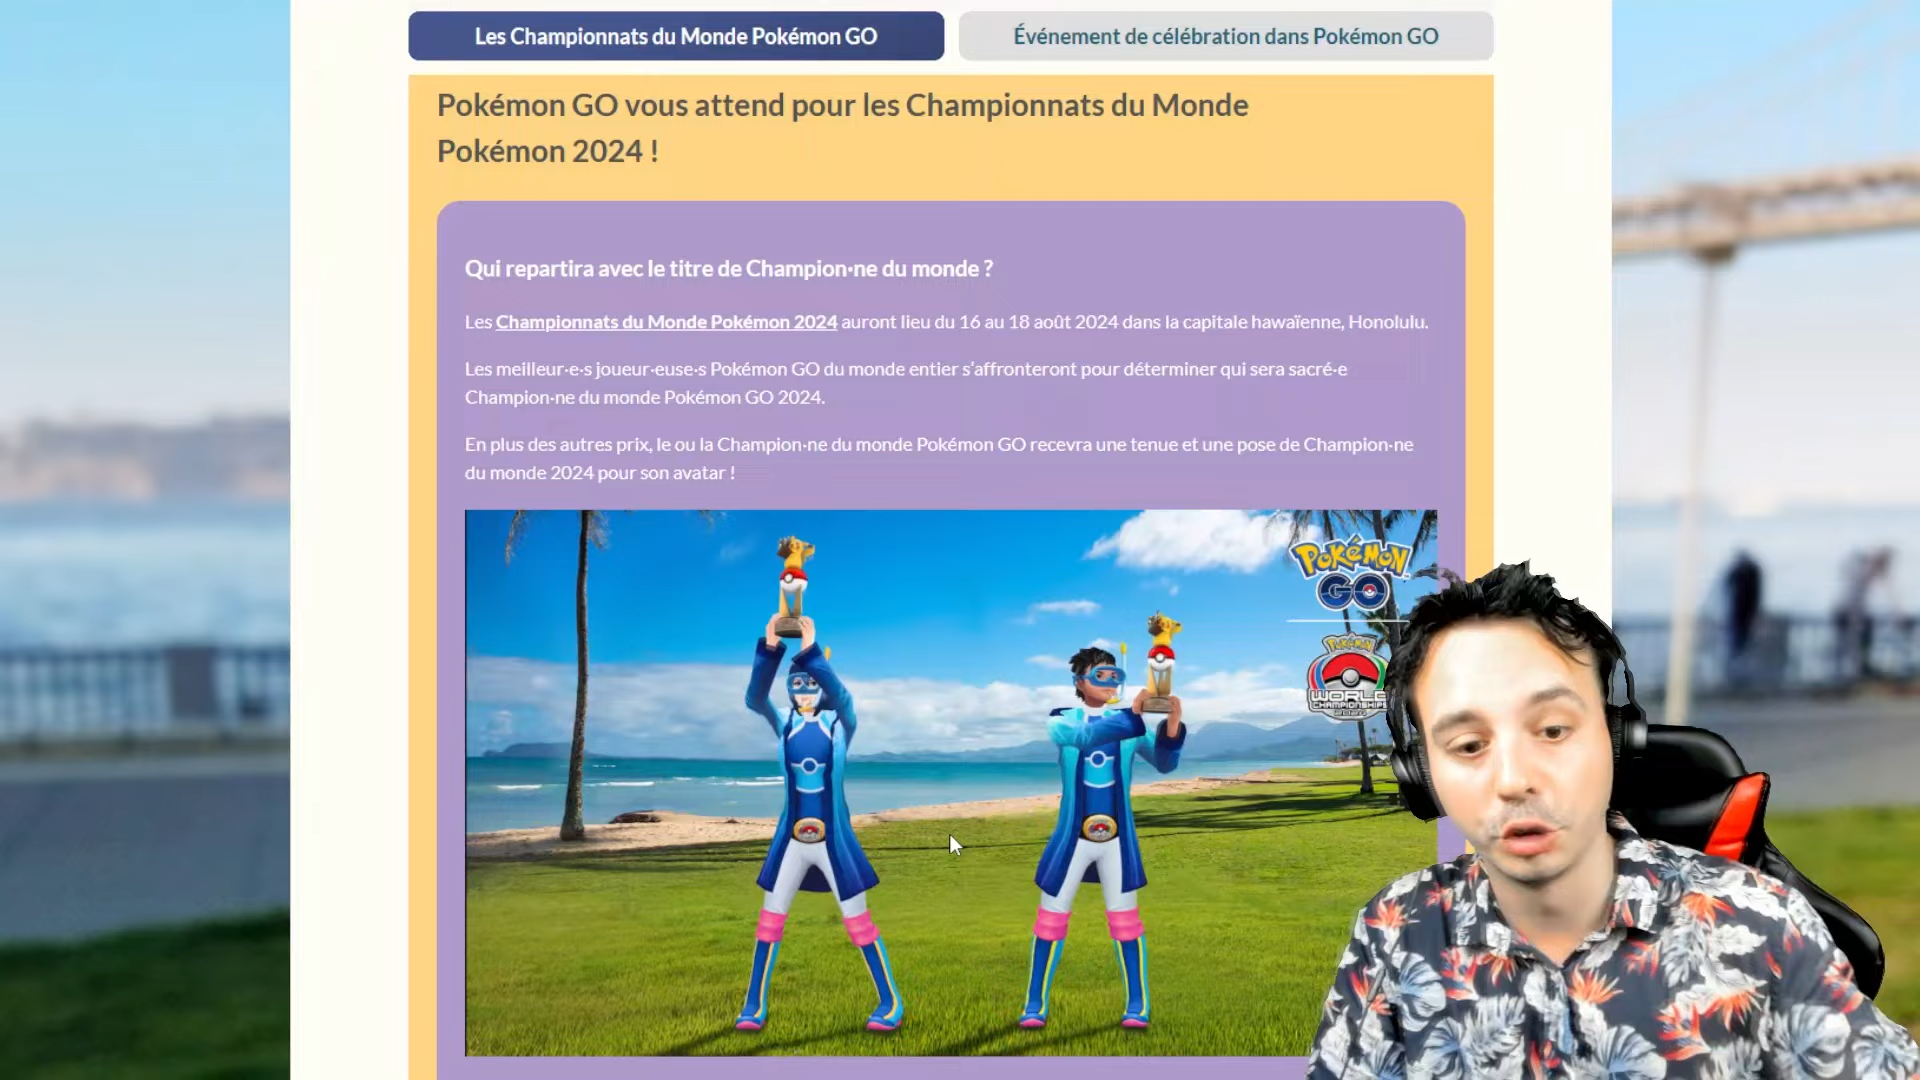 Les Championnats du Monde Pokémon GO
Événement de célébration dans Pokémon GO
Pokémon GO vous attend pour les Championnats du Monde
Pokémon 2024 !
Qui repartira avec le titre de Champion·ne du monde ?
Les Championnats du Monde Pokémon 2024 auront lieu du 16 au 18 août 2024 dans la capitale hawaïenne, Honolulu.
Les meilleur·e·s joueur·euse·s Pokémon GO du monde entier s’affronteront pour déterminer qui sera sacré·e
Champion·ne du monde Pokémon GO 2024.
En plus des autres prix, le ou la Champion·ne du monde Pokémon GO recevra une tenue et une pose de Champion·ne
du monde 2024 pour son avatar !
POKéMON
GO
POKéMON
WORLD
CHAMPIONSHIPS